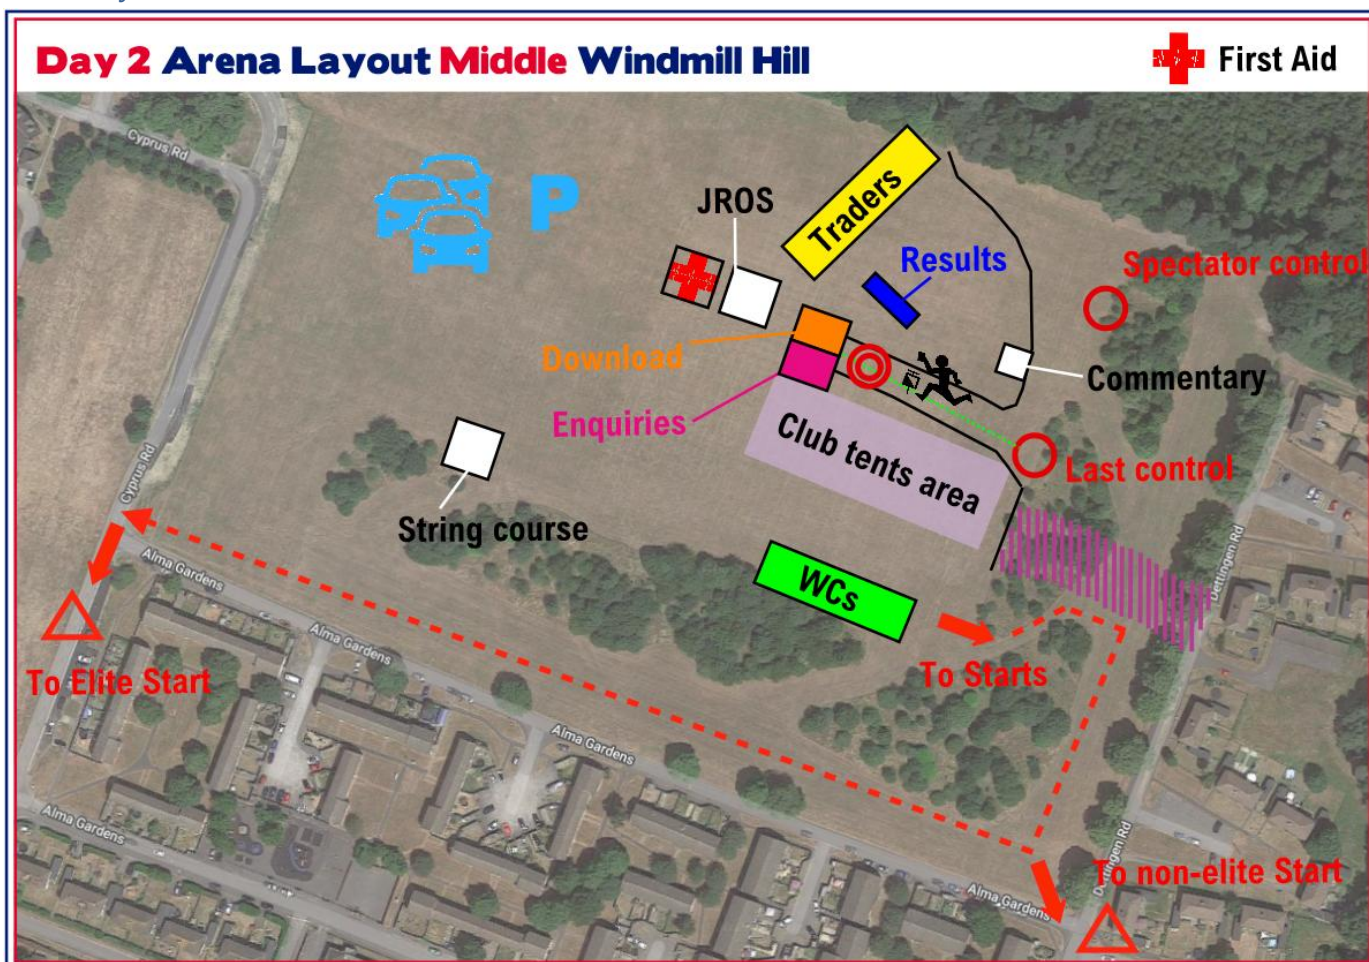 Day 2 Arena Layout Middle Windmill Hill
First Aid
Cyprus Rd
P
JROS
Traders
Results
Spectator control
Download
Commentary
Enquiries
Club tents area
Last control
Cyprus Rd
String course
Alma Gardens
WCs
Dettingen Rd
Alma Gardens
To Starts
To Elite Start
Alma Gardens
Alma Gardens
Dettingen Rd
To non-elite Start
Alma Gardens